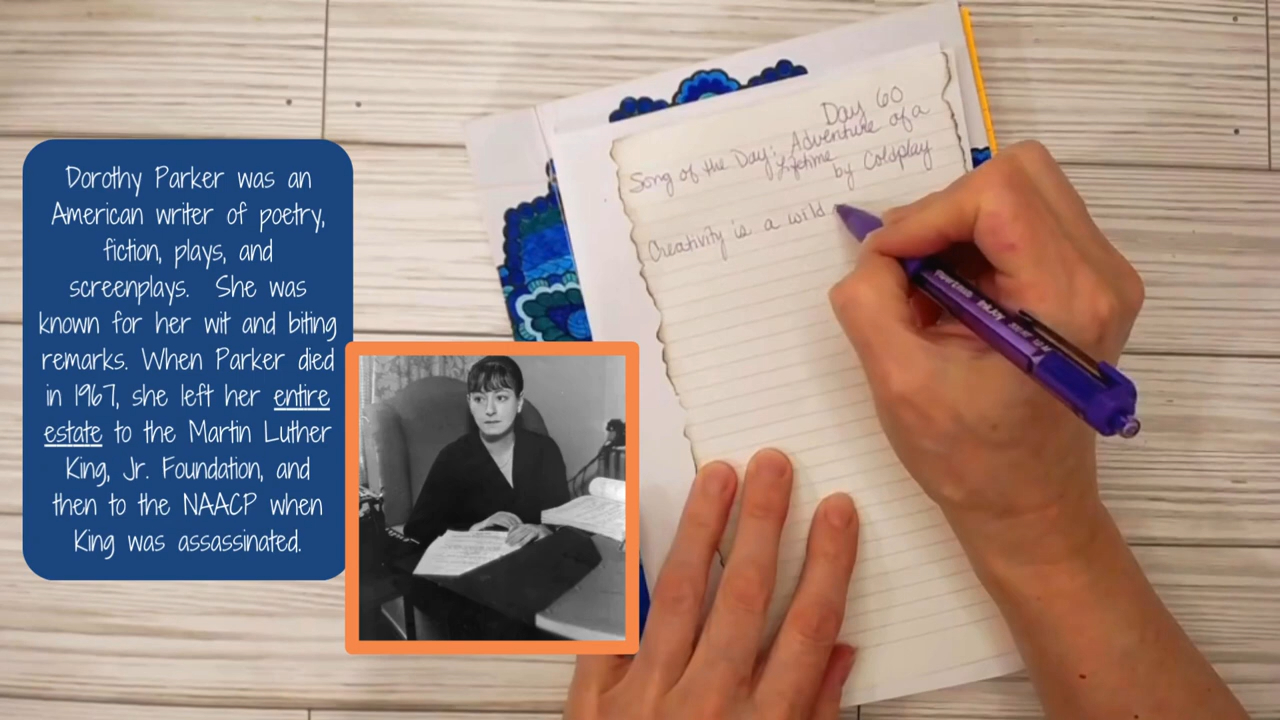 Dorothy Parker was an
American writer of poetry,
fiction, plays, and
screenplays. She was
known for her wit and biting
remarks. When Parker died
in 1967, she left her entire
estate to the Martin Luther
King, Jr. Foundation, and
then to the NAACP when
King was assassinated.
Day 60
Song of the Day: Adventure of a
Lifetime
by Coldplay
Creativity is a wild